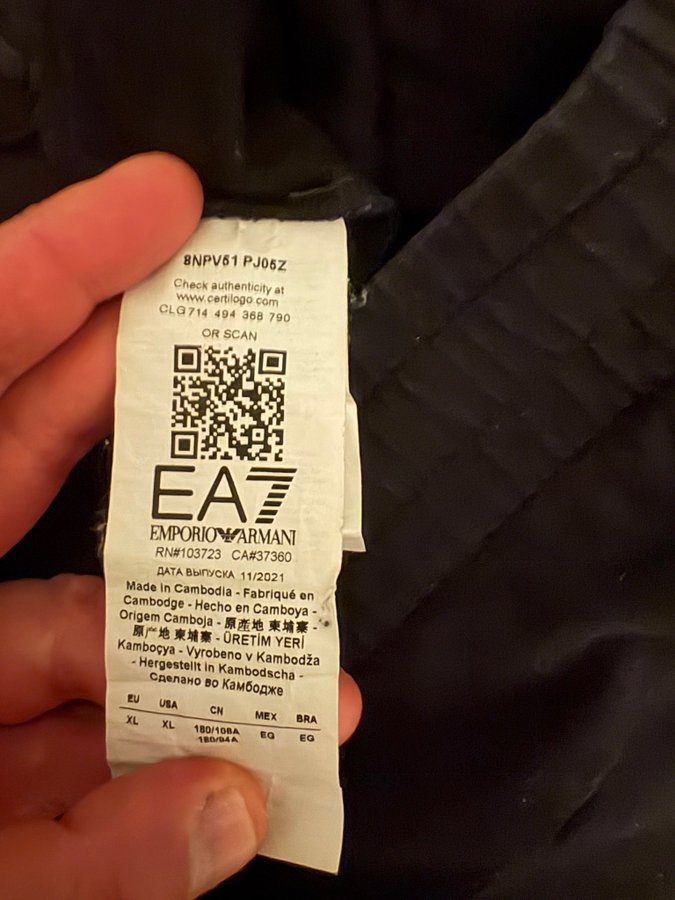 8NPV51 PJ05Z
Check authenticity at
www.certilogo.com
CLG 714 494 368 790
OR SCAN
EA7
EMPORIO ARMANI
RN#103723 CA#37360
ДАТА ВЫПУСКА 11/2021
Made in Cambodia - Fabriqué en
Cambodge - Hecho en Camboya -
Origem Camboja - 原産地 柬埔寨 -
原产地 柬埔寨 - ÜRETİM YERİ
Kamboçya - Vyrobeno v Kambodža
- Hergestellt in Kambodscha -
Сделано во Камбодже
EU USA CN MEX BRA
XL XL 180/108A EG EG
180/94A